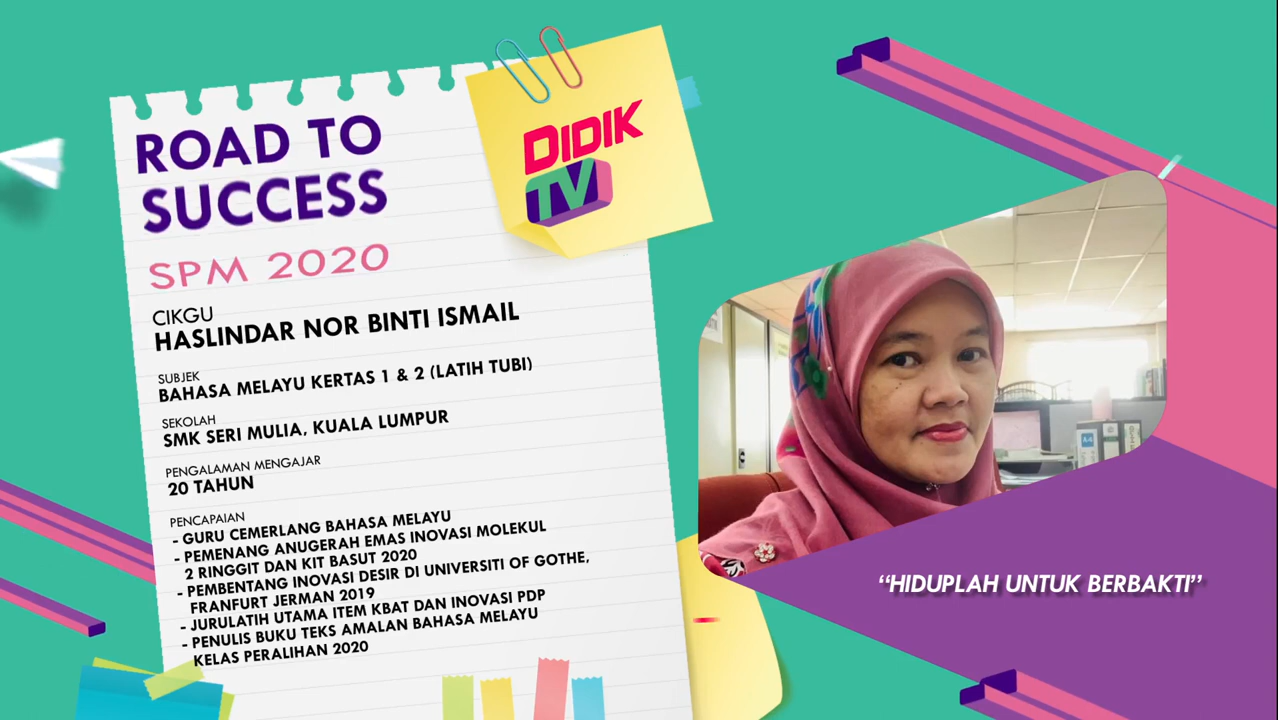 ROAD TO
SUCCESS
SPM 2020
DIDIK
TV
CIKGU
HASLINDAR NOR BINTI ISMAIL
SUBJEK
BAHASA MELAYU KERTAS 1 & 2 (LATIH TUBI)
SEKOLAH
SMK SERI MULIA, KUALA LUMPUR
PENGALAMAN MENGAJAR
20 TAHUN
PENCAPAIAN
- GURU CEMERLANG BAHASA MELAYU
- PEMENANG ANUGERAH EMAS INOVASI MOLEKUL
2 RINGGIT DAN KIT BASUT 2020
- PEMBENTANG INOVASI DESIR DI UNIVERSITI OF GOTHE,
FRANFURT JERMAN 2019
- JURULATIH UTAMA ITEM KBAT DAN INOVASI PDP
- PENULIS BUKU TEKS AMALAN BAHASA MELAYU
KELAS PERALIHAN 2020
A4
“HIDUPLAH UNTUK BERBAKTI”